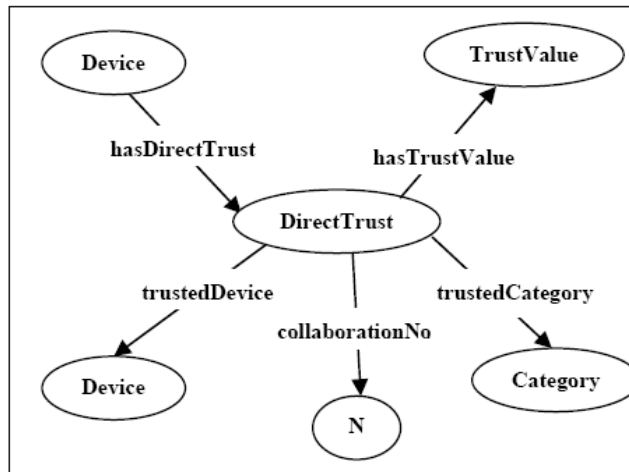 Device
TrustValue
hasDirectTrust
hasTrustValue
DirectTrust
trustedDevice
trustedCategory
collaborationNo
Device
Category
N